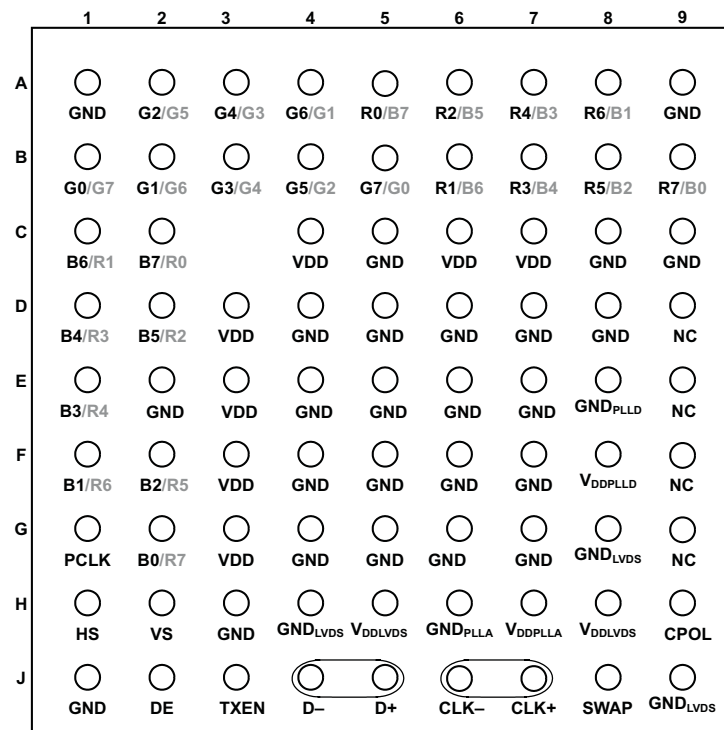 1 2 3 4 5 6 7 8 9
A
GND G2/G5 G4/G3 G6/G1 R0/B7 R2/B5 R4/B3 R6/B1 GND
B
G0/G7 G1/G6 G3/G4 G5/G2 G7/G0 R1/B6 R3/B4 R5/B2 R7/B0
C
B6/R1 B7/R0 VDD GND VDD VDD GND GND
D
B4/R3 B5/R2 VDD GND GND GND GND GND NC
E
B3/R4 GND VDD GND GND GND GND GNDPLLD NC
F
B1/R6 B2/R5 VDD GND GND GND GND VDDPLLD NC
G
PCLK B0/R7 VDD GND GND GND GND GNDLVDS NC
H
HS VS GND GNDLVDS VDDLVDS GNDPLLA VDDPLLA VDDLVDS CPOL
J
GND DE TXEN D– D+ CLK– CLK+ SWAP GNDLVDS